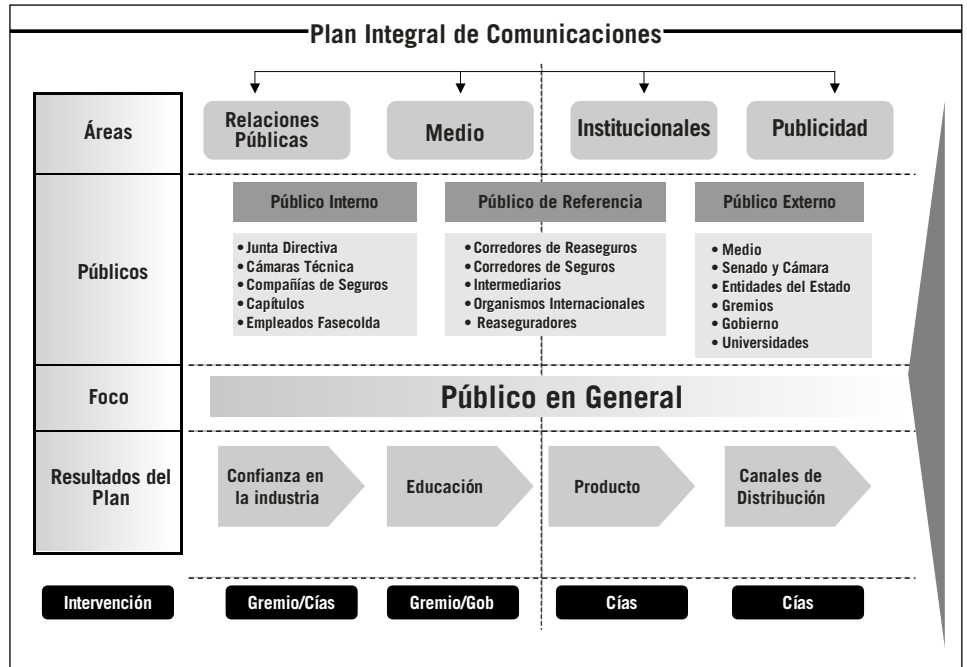 Plan Integral de Comunicaciones
Áreas
Relaciones
Públicas
Medio
Institucionales
Publicidad
Públicos
Público Interno
• Junta Directiva
• Cámaras Técnica
• Compañías de Seguros
• Capítulos
• Empleados Fasecolda
Público de Referencia
• Corredores de Reaseguros
• Corredores de Seguros
• Intermediarios
• Organismos Internacionales
• Reaseguradores
Público Externo
• Medio
• Senado y Cámara
• Entidades del Estado
• Gremios
• Gobierno
• Universidades
Foco
Público en General
Resultados del
Plan
Confianza en
la industria
Educación
Producto
Canales de
Distribución
Intervención
Gremio/Cías
Gremio/Gob
Cías
Cías